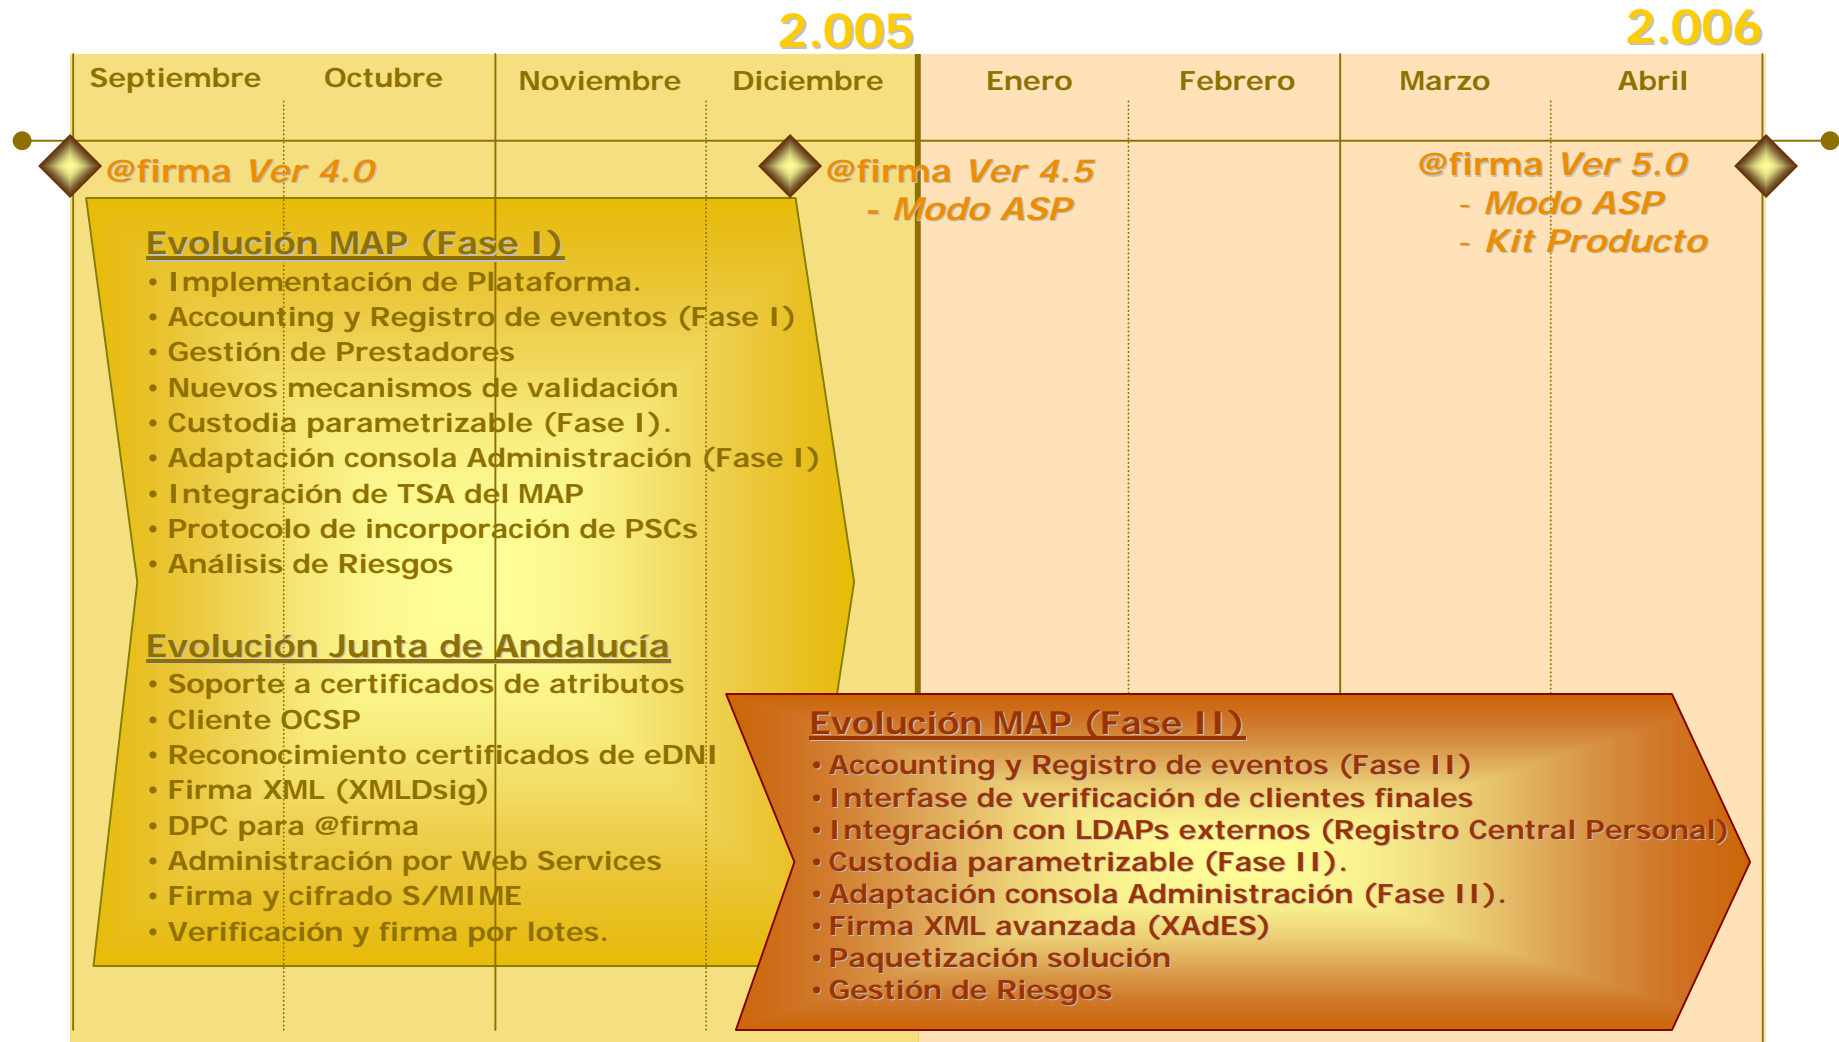 2.005
2.006
Septiembre
Octubre
Noviembre
Diciembre
Enero
Febrero
Marzo
Abril
@firma Ver 4.0
@firma Ver 4.5
- Modo ASP
@firma Ver 5.0
- Modo ASP
- Kit Producto
Evolución MAP (Fase I)
• Implementación de Plataforma.
• Accounting y Registro de eventos (Fase I)
• Gestión de Prestadores
• Nuevos mecanismos de validación
• Custodia parametrizable (Fase I).
• Adaptación consola Administración (Fase I)
• Integración de TSA del MAP
• Protocolo de incorporación de PSCs
• Análisis de Riesgos
Evolución Junta de Andalucía
• Soporte a certificados de atributos
• Cliente OCSP
• Reconocimiento certificados de eDNI
• Firma XML (XMLDsig)
• DPC para @firma
• Administración por Web Services
• Firma y cifrado S/MIME
• Verificación y firma por lotes.
Evolución MAP (Fase II)
• Accounting y Registro de eventos (Fase II)
• Interfase de verificación de clientes finales
• Integración con LDAPs externos (Registro Central Personal)
• Custodia parametrizable (Fase II).
• Adaptación consola Administración (Fase II).
• Firma XML avanzada (XAdES)
• Paquetización solución
• Gestión de Riesgos